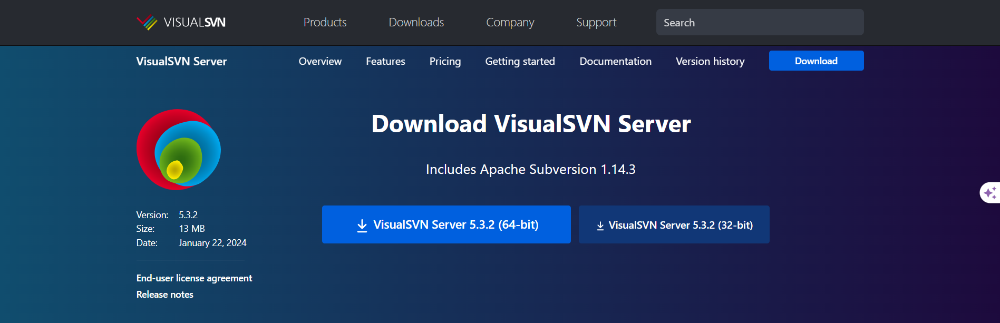 VISUALSVN Products Downloads Company Support Search
VisualSVN Server Overview Features Pricing Getting started Documentation Version history Download
Download VisualSVN Server
Includes Apache Subversion 1.14.3
VisualSVN Server 5.3.2 (64-bit) VisualSVN Server 5.3.2 (32-bit)
Version: 5.3.2
Size: 13 MB
Date: January 22, 2024
End-user license agreement
Release notes